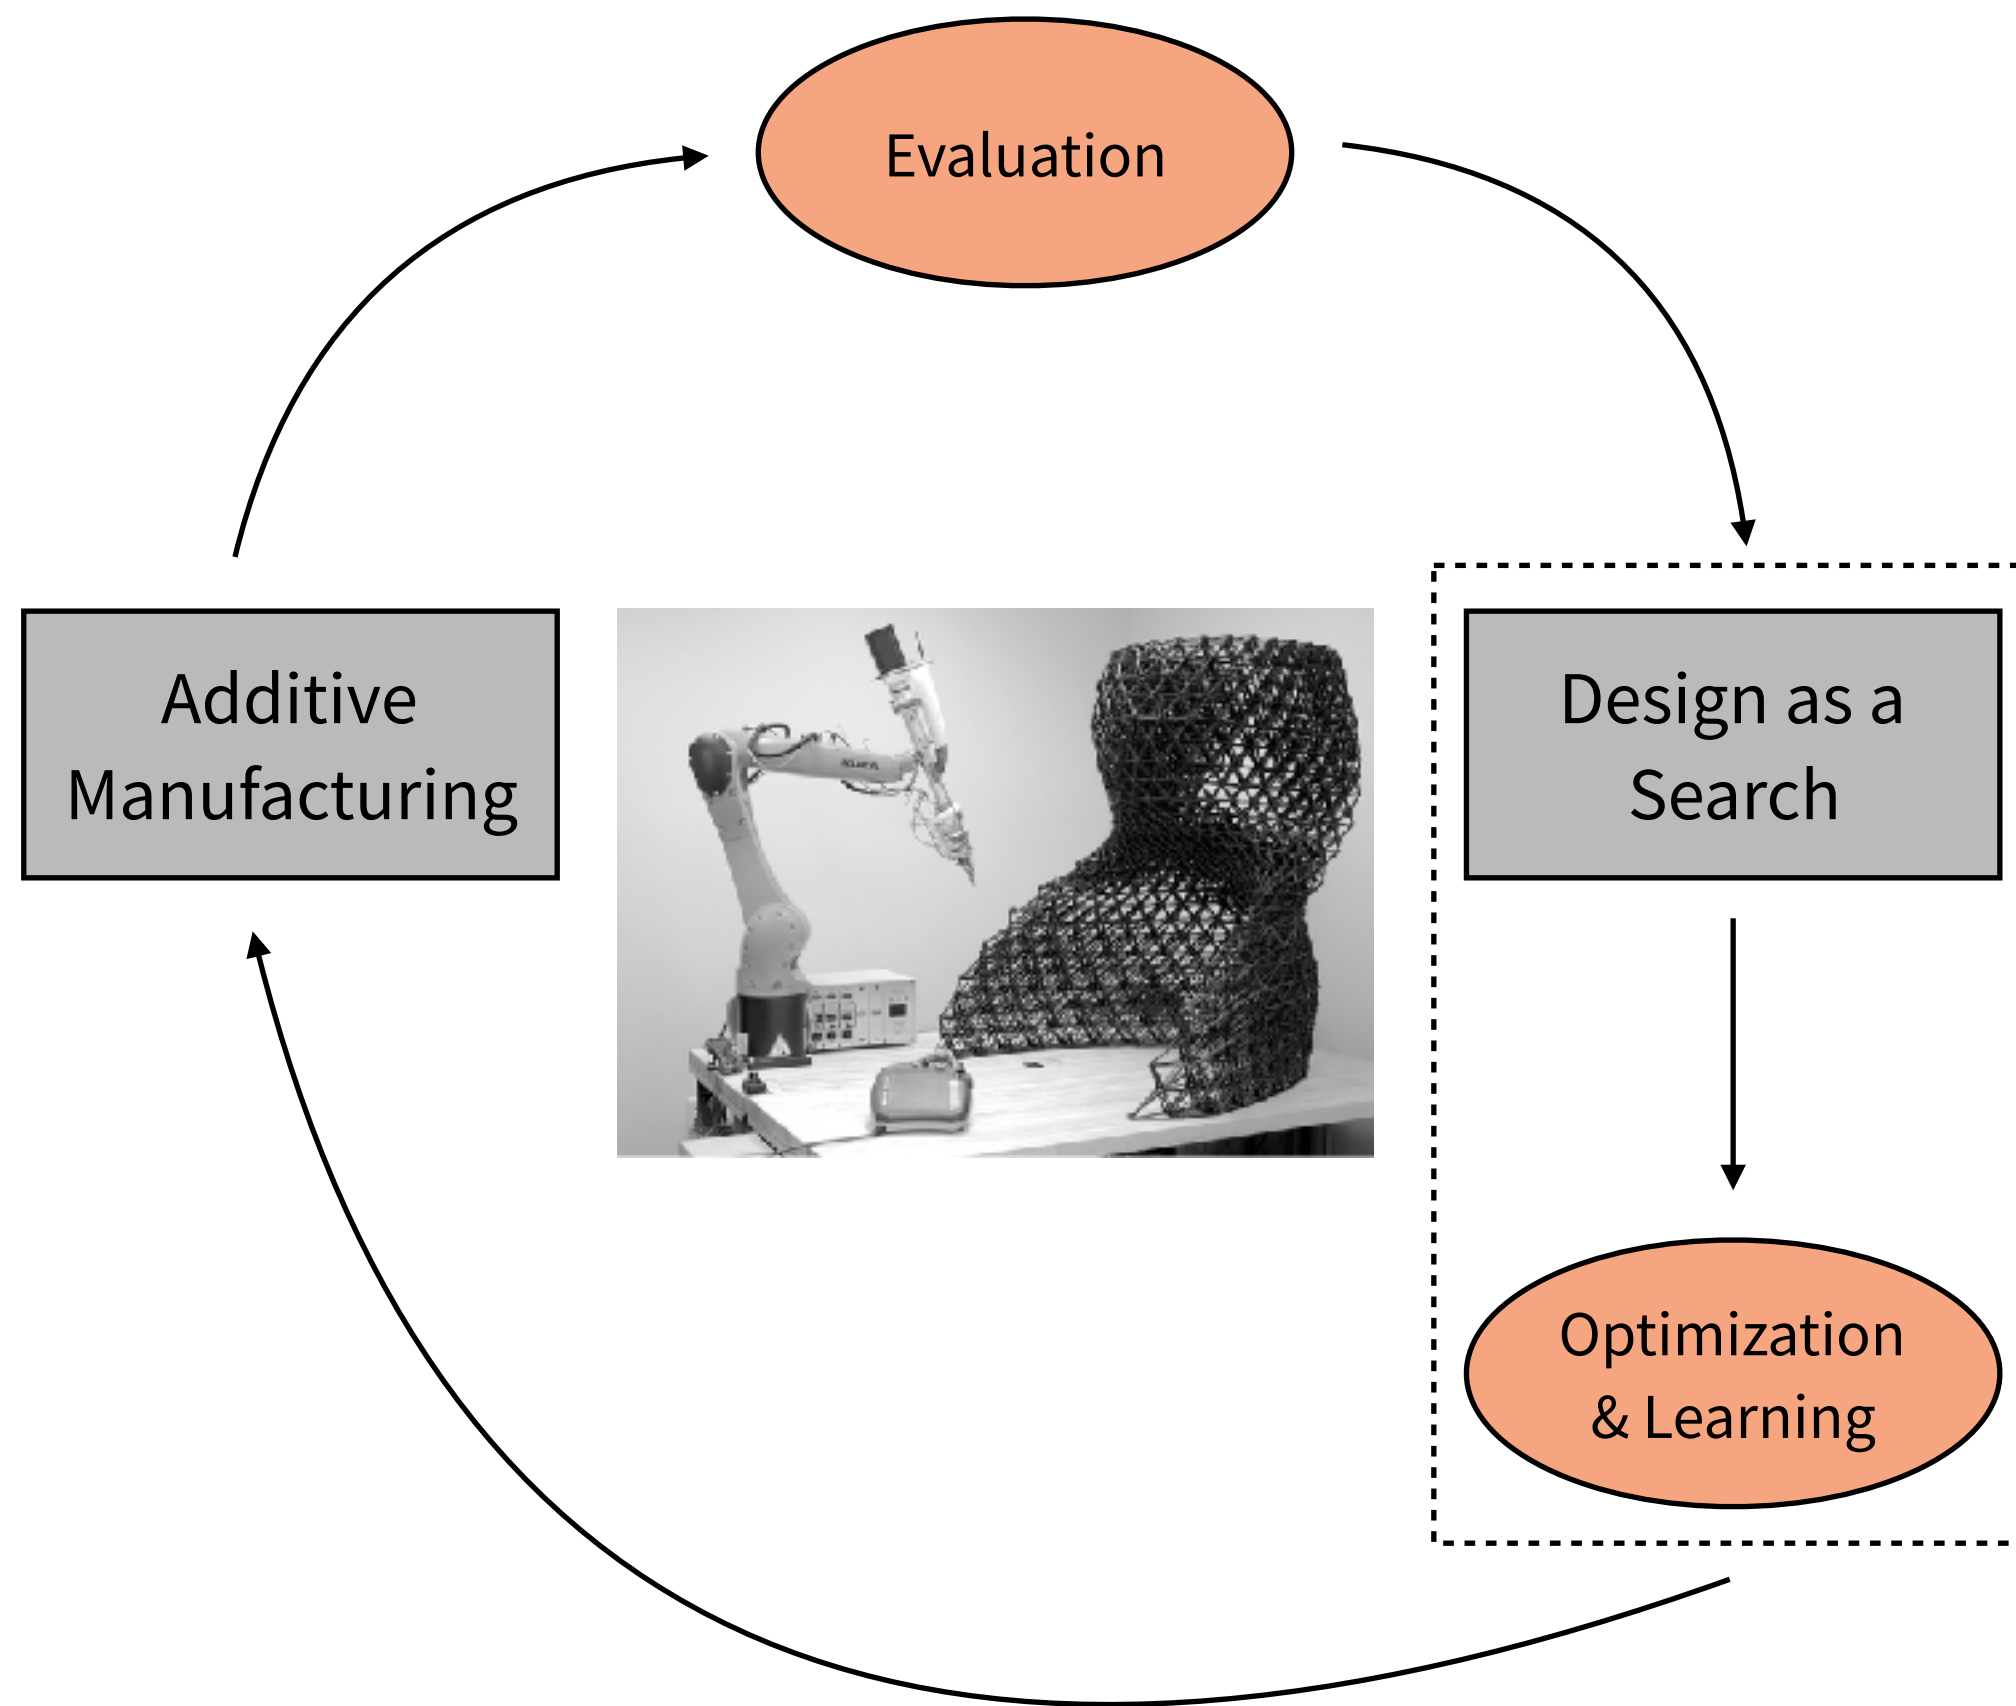 Evaluation
Additive
Manufacturing
Design as a
Search
Optimization
& Learning